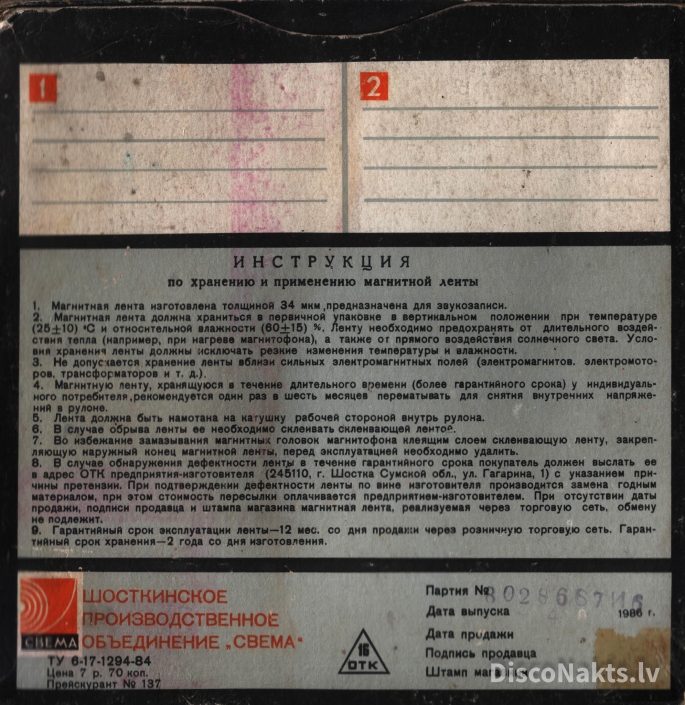 1
2
ИНСТРУКЦИЯ
по хранению и применению магнитной ленты
1. Магнитная лента изготовлена толщиной 34 мкм, предназначена для звукозаписи.
2. Магнитная лента должна храниться в первичной упаковке в вертикальном положении при температуре
(25±10) °С и относительной влажности (60±15) %. Ленту необходимо предохранять от длительного воздей-
ствия тепла (например, при нагреве магнитофона), а также от прямого воздействия солнечного света. Усло-
вия хранения ленты должны исключать резкие изменения температуры и влажности.
3. Не допускается хранение ленты вблизи сильных электромагнитных полей (электромагнитов, электромото-
ров, трансформаторов и т. д.).
4. Магнитную ленту, хранящуюся в течение длительного времени (более гарантийного срока) у индивидуаль-
ного потребителя, рекомендуется один раз в шесть месяцев перематывать для снятия внутренних напряже-
ний в рулоне.
5. Лента должна быть намотана на катушку рабочей стороной внутрь рулона.
6. В случае обрыва ленты ее необходимо склеивать склеивающей лентой.
7. Во избежание замазывания магнитных головок магнитофона клеящим слоем склеивающую ленту, закреп-
ляющую наружный конец магнитной ленты, перед эксплуатацией необходимо удалить.
8. В случае обнаружения дефектности ленты в течение гарантийного срока покупатель должен выслать ее
в адрес ОТК предприятия-изготовителя (245110, г. Шостка Сумской обл., ул. Гагарина, 1) с указанием при-
чины претензии. При подтверждении дефектности ленты по вине изготовителя производится замена годным
материалом, при этом стоимость пересылки оплачивается предприятием-изготовителем. При отсутствии даты
продажи, подписи продавца и штампа магазина магнитная лента, реализуемая через торговую сеть, обмену
не подлежит.
9. Гарантийный срок эксплуатации ленты—12 мес. со дня продажи через розничную торговую сеть. Гаран-
тийный срок хранения—2 года со дня изготовления.
СВЕМА
ШОСТКИНСКОЕ
ПРОИЗВОДСТВЕННОЕ
ОБЪЕДИНЕНИЕ „СВЕМА"
ТУ 6-17-1294-84
Цена 7 р. 70 коп.
Прейскурант № 137
16
ОТК
Партия №
Дата выпуска 1986 г.
Дата продажи
Подпись продавца
Штамп магазина
DiscoNakts.lv